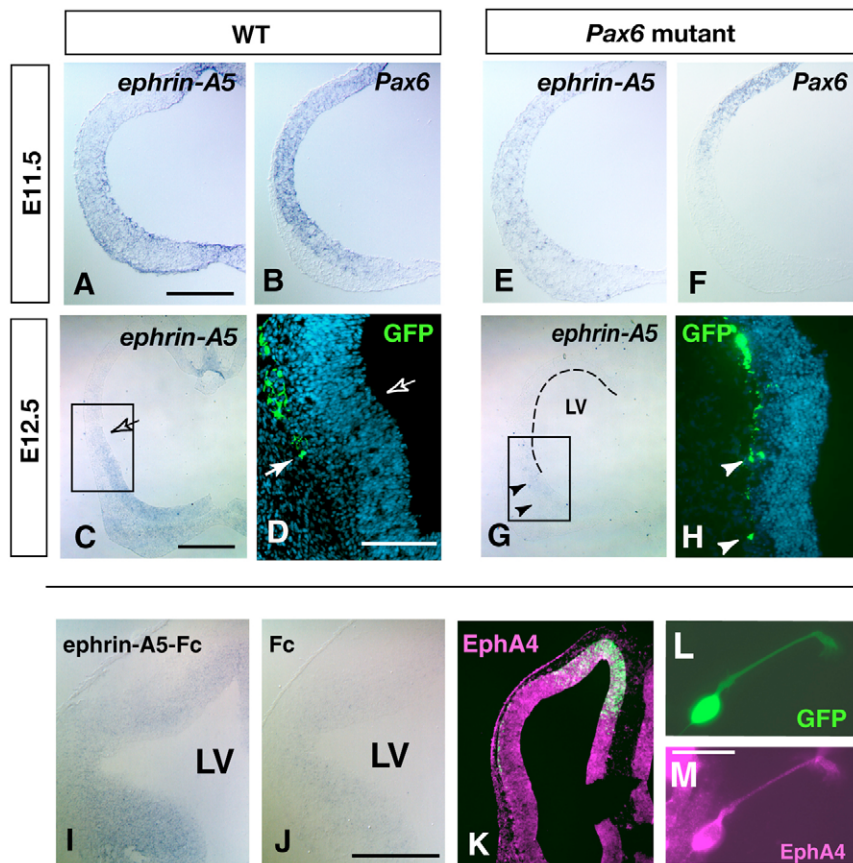 WT
Pax6 mutant
E11.5
ephrin-A5
Pax6
ephrin-A5
Pax6
A
B
E
F
E12.5
ephrin-A5
GFP
ephrin-A5
GFP
LV
C
D
G
H
ephrin-A5-Fc
Fc
EphA4
L
GFP
LV
LV
M
I
J
K
EphA4